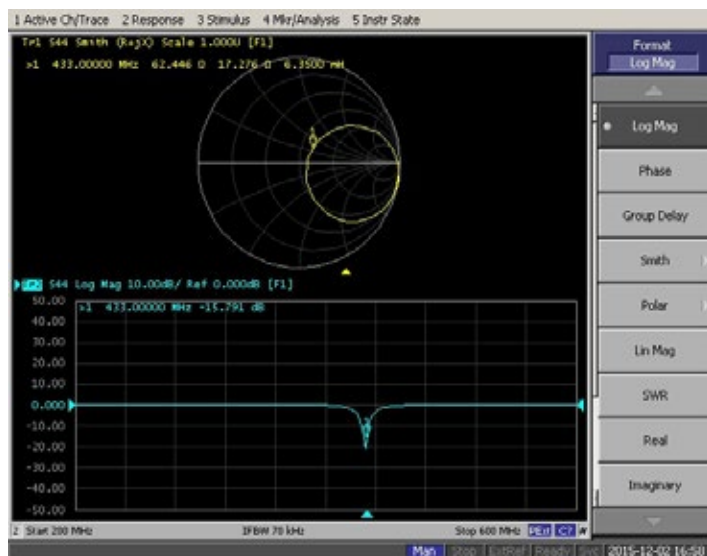 1 Active Ch/Trace 2 Response 3 Stimulus 4 Mkr/Analysis 5 Instr State
Tr1 S44 Smith (R+jX) Scale 1.000U [F1]
>1 433.00000 MHz 62.446 Ω 17.276 Ω 6.3500 nH
Tr2 S44 Log Mag 10.00dB/ Ref 0.000dB [F1]
>1 433.00000 MHz -15.791 dB
50.00
40.00
30.00
20.00
10.00
0.000
-10.00
-20.00
-30.00
-40.00
-50.00
1
1
2 Start 200 MHz IFBW 70 kHz Stop 600 MHz
Format
Log Mag
Log Mag
Phase
Group Delay
Smith
Polar
Lin Mag
SWR
Real
Imaginary
Man Stop ExtRef Ready Svc 2015-12-02 16:58